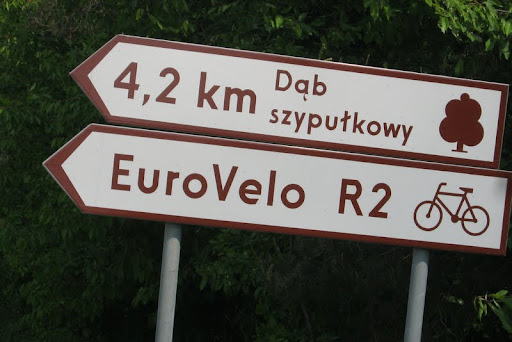 4,2 km Dąb
szypułkowy
EuroVelo R2